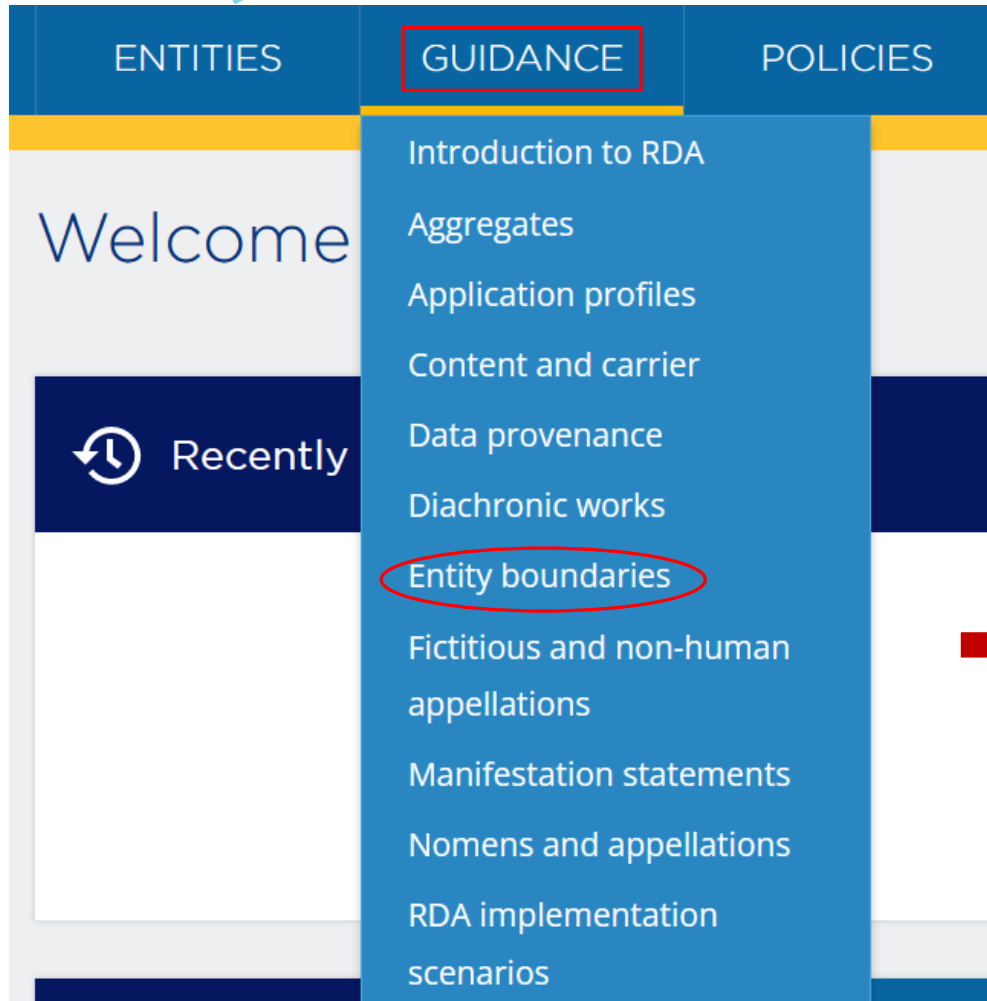 ENTITIES GUIDANCE POLICIES
Introduction to RDA
Welcome
Aggregates
Application profiles
Content and carrier
Recently
Data provenance
Diachronic works
Entity boundaries
Fictitious and non-human
appellations
Manifestation statements
Nomens and appellations
RDA implementation
scenarios